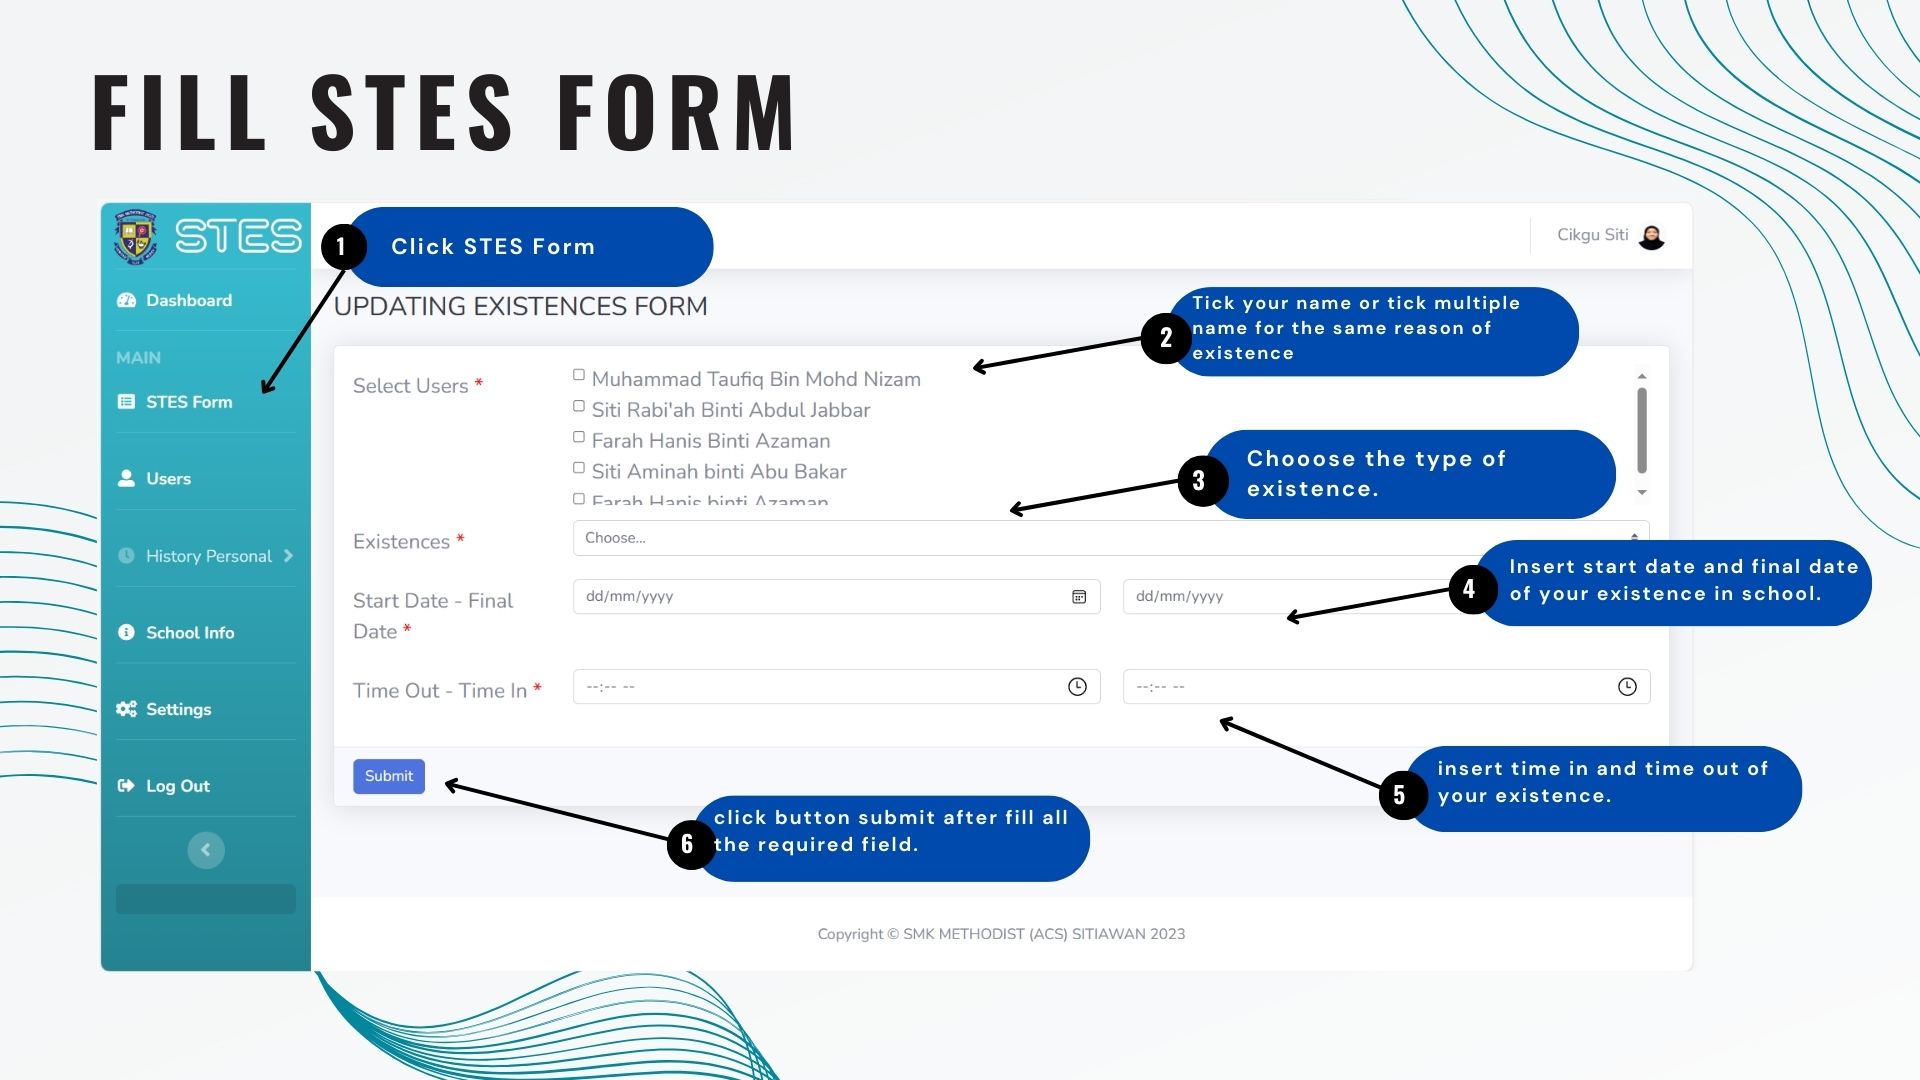 FILL STES FORM
STES
1
Click STES Form
Cikgu Siti
Dashboard
MAIN
STES Form
Users
History Personal
School Info
Settings
Log Out
UPDATING EXISTENCES FORM
2
Tick your name or tick multiple
name for the same reason of
existence
Select Users *
Muhammad Taufiq Bin Mohd Nizam
Siti Rabi'ah Binti Abdul Jabbar
Farah Hanis Binti Azaman
Siti Aminah binti Abu Bakar
Farah Hanis binti Azaman
3
Chooose the type of
existence.
Existences *
Choose...
4
Insert start date and final date
of your existence in school.
Start Date - Final
Date *
dd/mm/yyyy
dd/mm/yyyy
Time Out - Time In *
--:-- --
--:-- --
5
insert time in and time out of
your existence.
Submit
6
click button submit after fill all
the required field.
Copyright © SMK METHODIST (ACS) SITIAWAN 2023